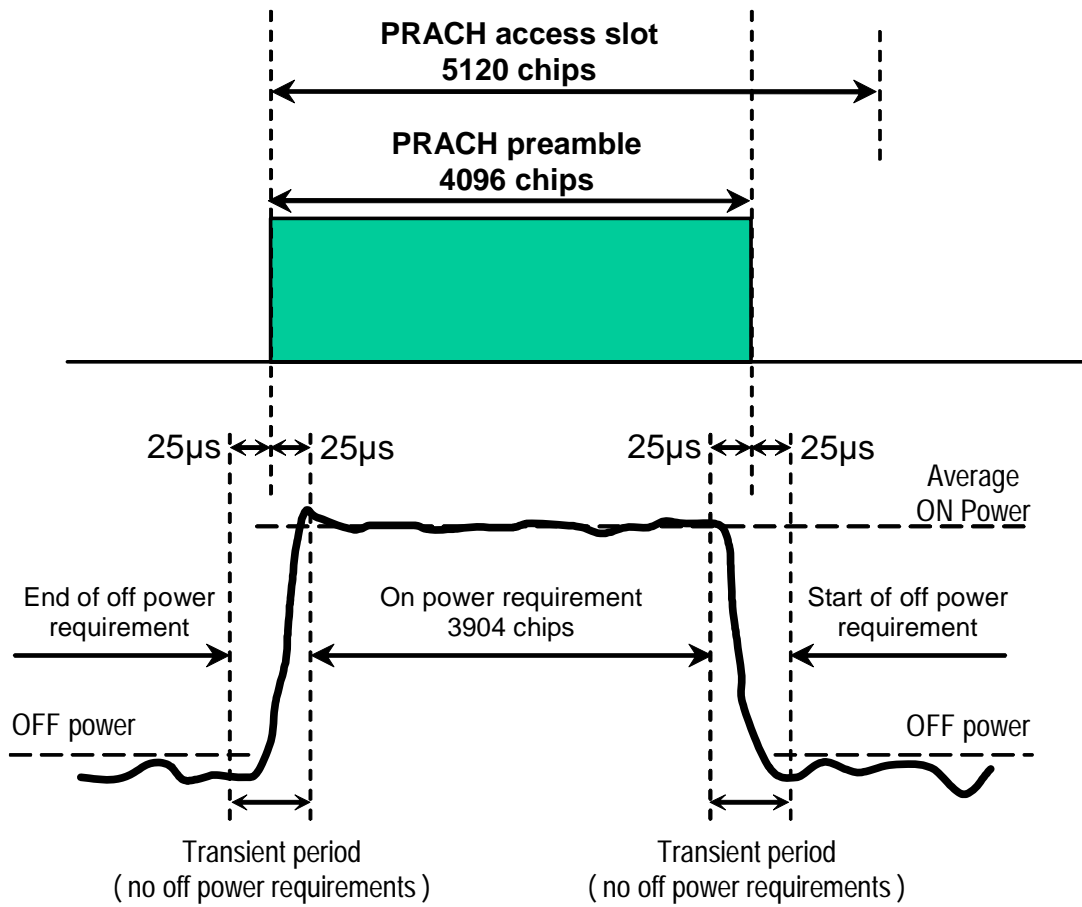 PRACH access slot
5120 chips
PRACH preamble
4096 chips
25µs
25µs
25µs
25µs
Average
ON Power
End of off power
requirement
On power requirement
3904 chips
Start of off power
requirement
OFF power
OFF power
Transient period
( no off power requirements )
Transient period
( no off power requirements )